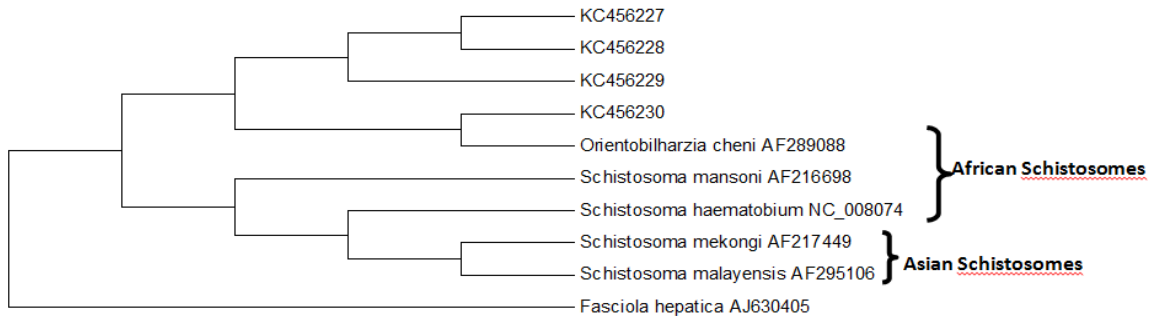 KC456227
KC456228
KC456229
KC456230
Orientobilharzia cheni AF289088
African Schistosomes
Schistosoma mansoni AF216698
Schistosoma haematobium NC_008074
Schistosoma mekongi AF217449
Asian Schistosomes
Schistosoma malayensis AF295106
Fasciola hepatica AJ630405